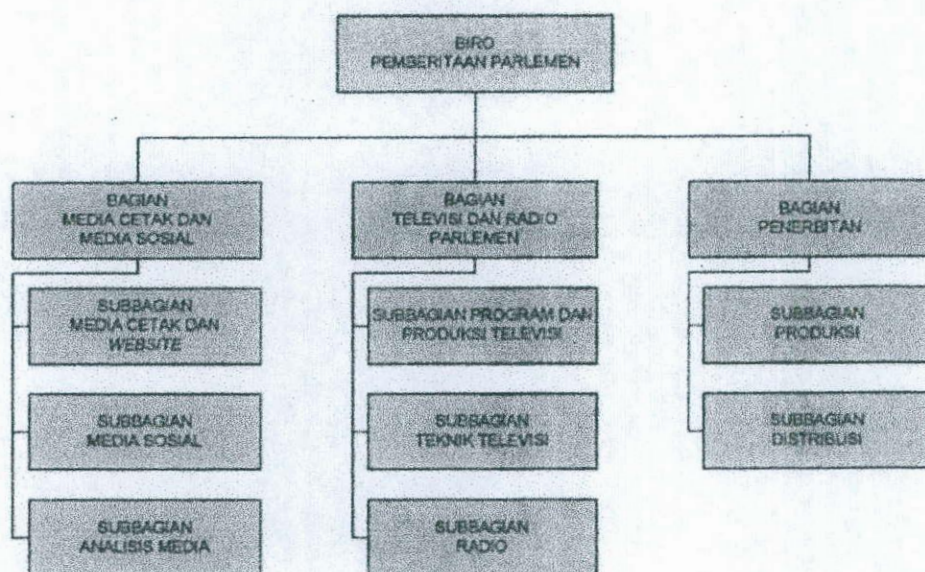 BIRO
PEMBERITAAN PARLEMEN
BAGIAN
MEDIA CETAK DAN
MEDIA SOSIAL
SUBBAGIAN
MEDIA CETAK DAN
WEBSITE
SUBBAGIAN
MEDIA SOSIAL
SUBBAGIAN
ANALISIS MEDIA
BAGIAN
TELEVISI DAN RADIO
PARLEMEN
SUBBAGIAN PROGRAM DAN
PRODUKSI TELEVISI
SUBBAGIAN
TEKNIK TELEVISI
SUBBAGIAN
RADIO
BAGIAN
PENERBITAN
SUBBAGIAN
PRODUKSI
SUBBAGIAN
DISTRIBUSI